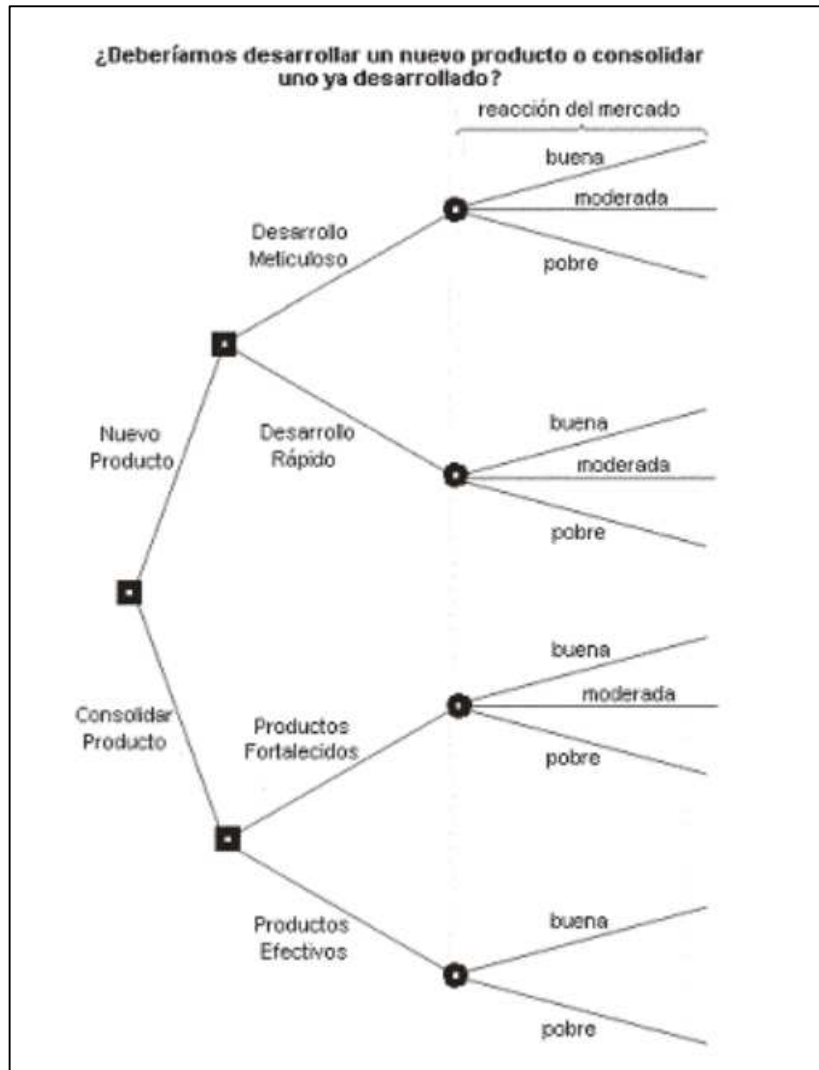 ¿Deberíamos desarrollar un nuevo producto o consolidar
uno ya desarrollado?
reacción del mercado
buena
moderada
pobre
Desarrollo
Meticuloso
Nuevo
Producto
Desarrollo
Rápido
buena
moderada
pobre
Consolidar
Producto
Productos
Fortalecidos
buena
moderada
pobre
Productos
Efectivos
buena
pobre